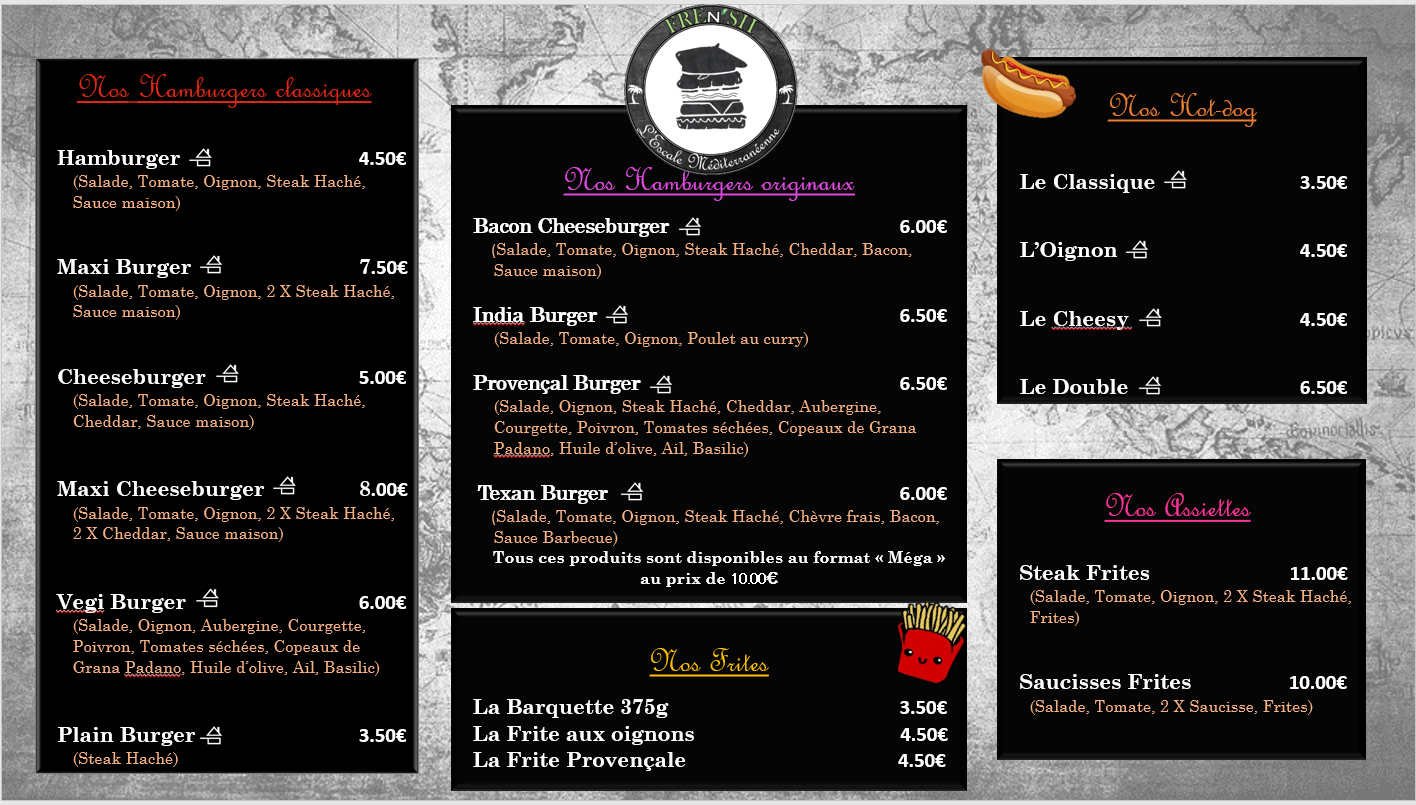 Nos Hamburgers classiques
Hamburger 4.50€
(Salade, Tomate, Oignon, Steak Haché,
Sauce maison)
Maxi Burger 7.50€
(Salade, Tomate, Oignon, 2 X Steak Haché,
Sauce maison)
Cheeseburger 5.00€
(Salade, Tomate, Oignon, Steak Haché,
Cheddar, Sauce maison)
Maxi Cheeseburger 8.00€
(Salade, Tomate, Oignon, 2 X Steak Haché,
2 X Cheddar, Sauce maison)
Vegi Burger 6.00€
(Salade, Oignon, Aubergine, Courgette,
Poivron, Tomates séchées, Copeaux de
Grana Padano, Huile d'olive, Ail, Basilic)
Plain Burger 3.50€
(Steak Haché)
FREN'SH
L'Escale Méditerranéenne
Nos Hamburgers originaux
Bacon Cheeseburger 6.00€
(Salade, Tomate, Oignon, Steak Haché, Cheddar, Bacon,
Sauce maison)
India Burger 6.50€
(Salade, Tomate, Oignon, Poulet au curry)
Provençal Burger 6.50€
(Salade, Oignon, Steak Haché, Cheddar, Aubergine,
Courgette, Poivron, Tomates séchées, Copeaux de Grana
Padano, Huile d'olive, Ail, Basilic)
Texan Burger 6.00€
(Salade, Tomate, Oignon, Steak Haché, Chèvre frais, Bacon,
Sauce Barbecue)
Tous ces produits sont disponibles au format « Méga »
au prix de 10.00€
Nos Frites
La Barquette 375g 3.50€
La Frite aux oignons 4.50€
La Frite Provençale 4.50€
Nos Hot-dog
Le Classique 3.50€
L'Oignon 4.50€
Le Cheesy 4.50€
Le Double 6.50€
Nos Assiettes
Steak Frites 11.00€
(Salade, Tomate, Oignon, 2 X Steak Haché,
Frites)
Saucisses Frites 10.00€
(Salade, Tomate, 2 X Saucisse, Frites)